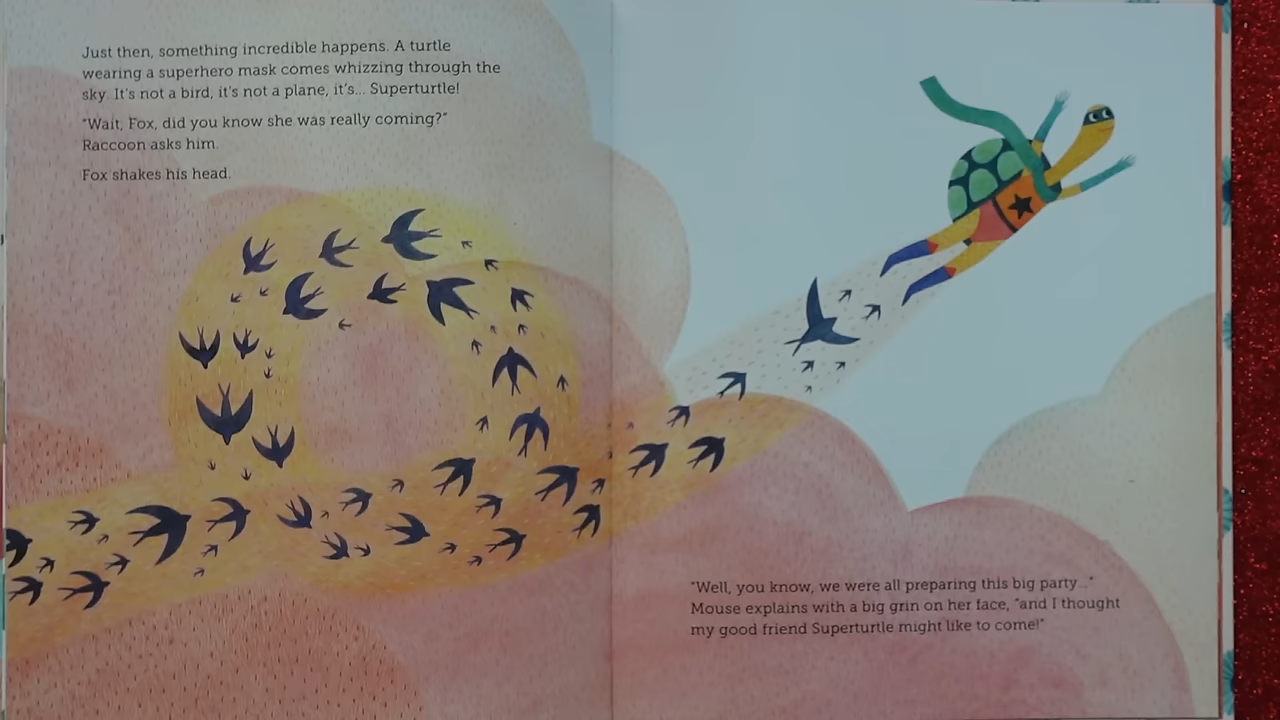 Just then, something incredible happens. A turtle
wearing a superhero mask comes whizzing through the
sky. It's not a bird, it's not a plane, it's... Superturtle!
"Wait, Fox, did you know she was really coming?"
Raccoon asks him.
Fox shakes his head.
"Well, you know, we were all preparing this big party..."
Mouse explains with a big grin on her face, "and I thought
my good friend Superturtle might like to come!"